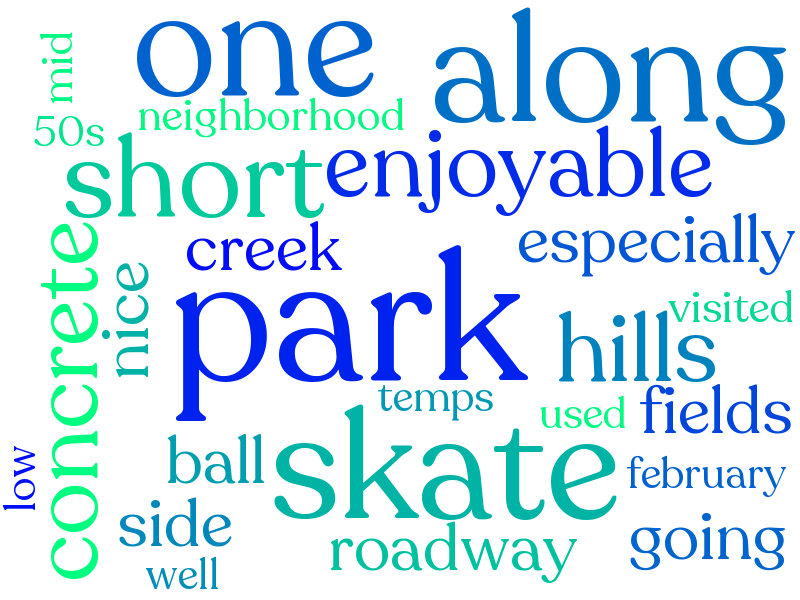 one
along
mid
neighborhood
50s
short
enjoyable
creek
especially
concrete
nice
park
visited
hills
temps
used
fields
skate
ball
low
february
side
roadway
going
well